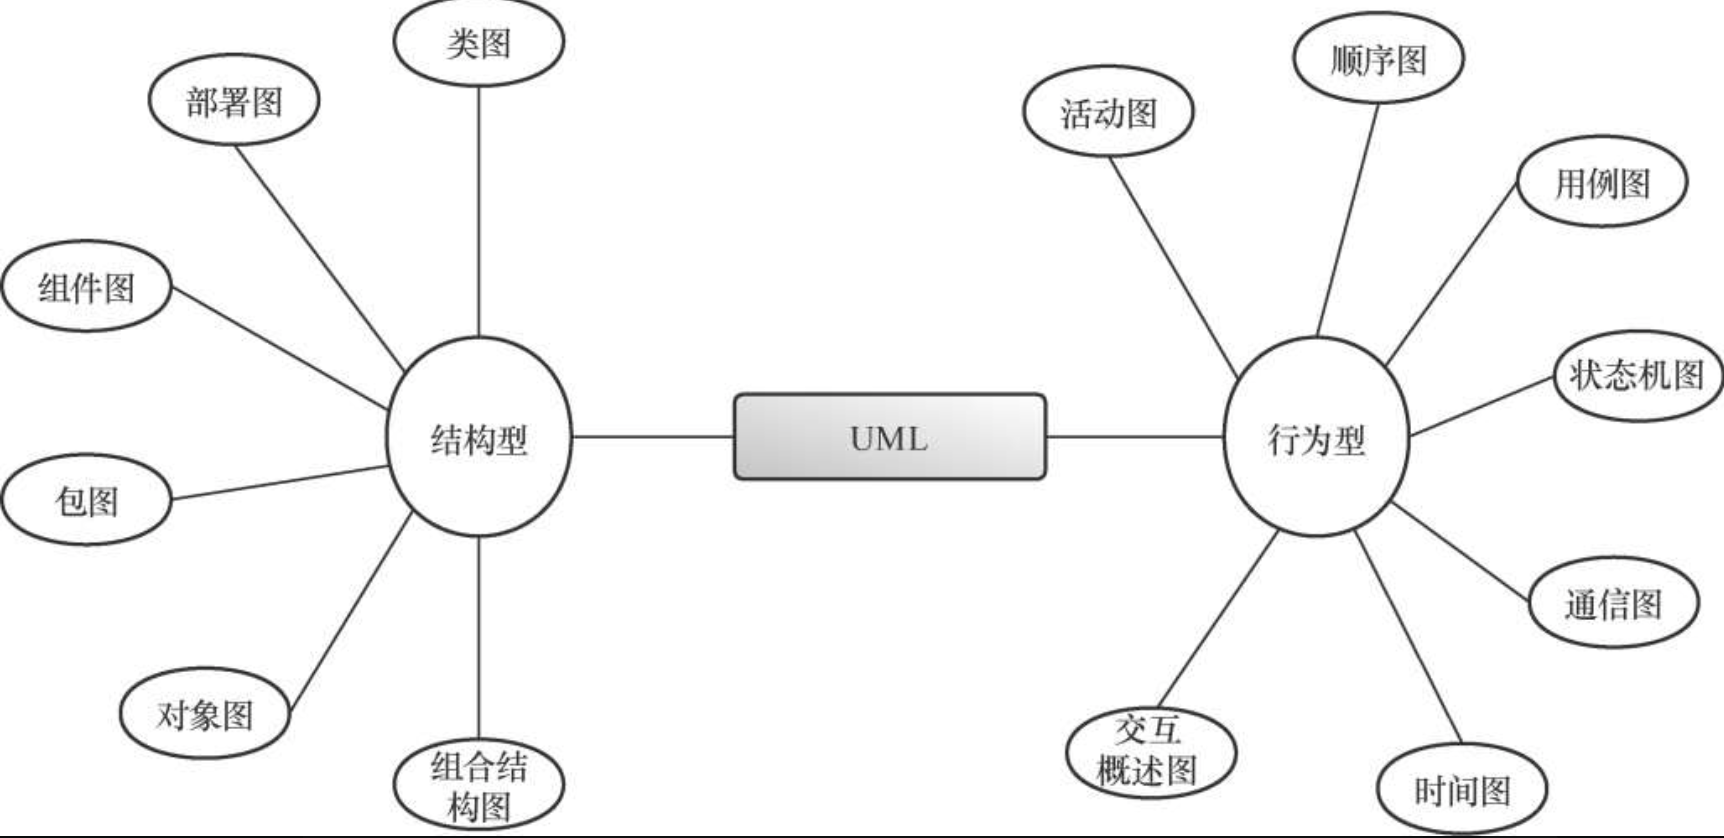 类图
部署图
组件图
包图
对象图
组合结
构图
结构型
UML
行为型
活动图
顺序图
用例图
状态机图
通信图
时间图
交互
概述图